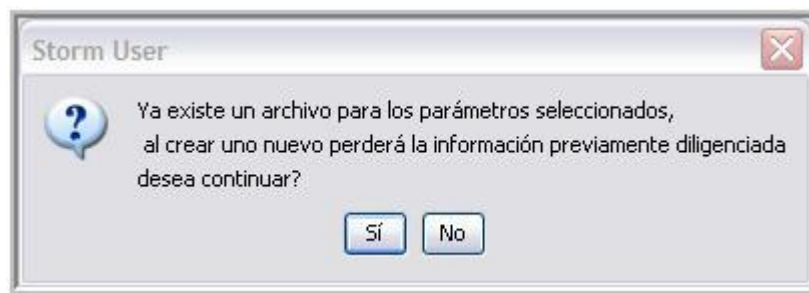 Storm User
Ya existe un archivo para los parámetros seleccionados,
al crear uno nuevo perderá la información previamente diligenciada
desea continuar?
Sí No